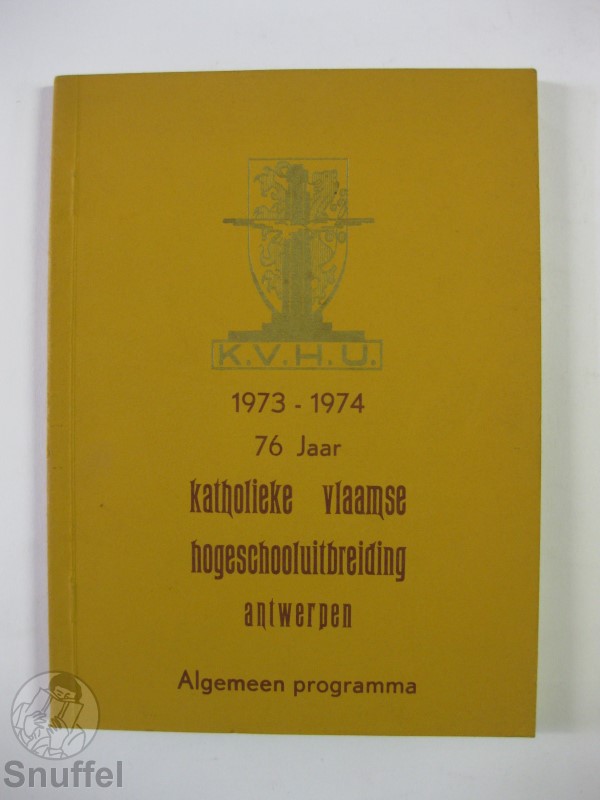 K.V.H.U.
1973 - 1974
76 Jaar
katholieke vlaamse
hogeschooluitbreiding
antwerpen
Algemeen programma
Snuffel